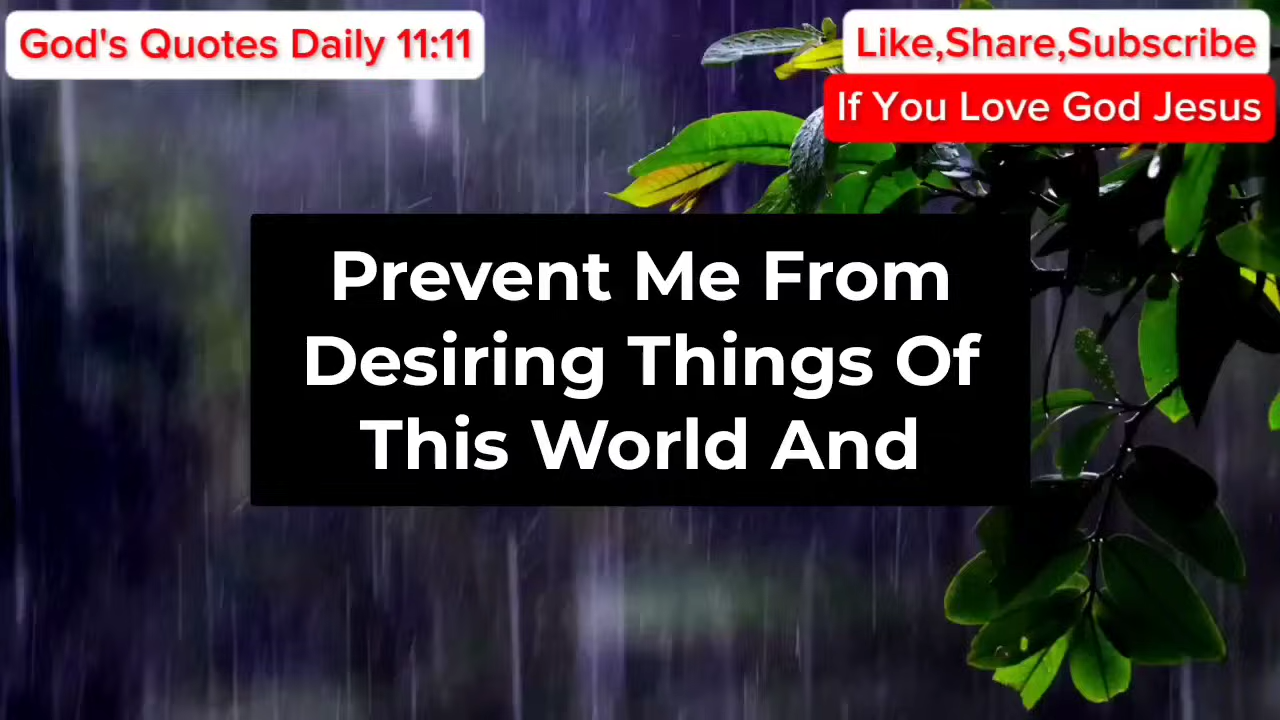 God's Quotes Daily 11:11
Like,Share,Subscribe
If You Love God Jesus
Prevent Me From
Desiring Things Of
This World And